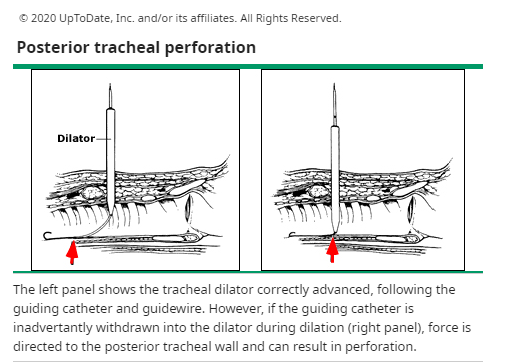 © 2020 UpToDate, Inc. and/or its affiliates. All Rights Reserved.
Posterior tracheal perforation
Dilator
The left panel shows the tracheal dilator correctly advanced, following the
guiding catheter and guidewire. However, if the guiding catheter is
inadvertantly withdrawn into the dilator during dilation (right panel), force is
directed to the posterior tracheal wall and can result in perforation.